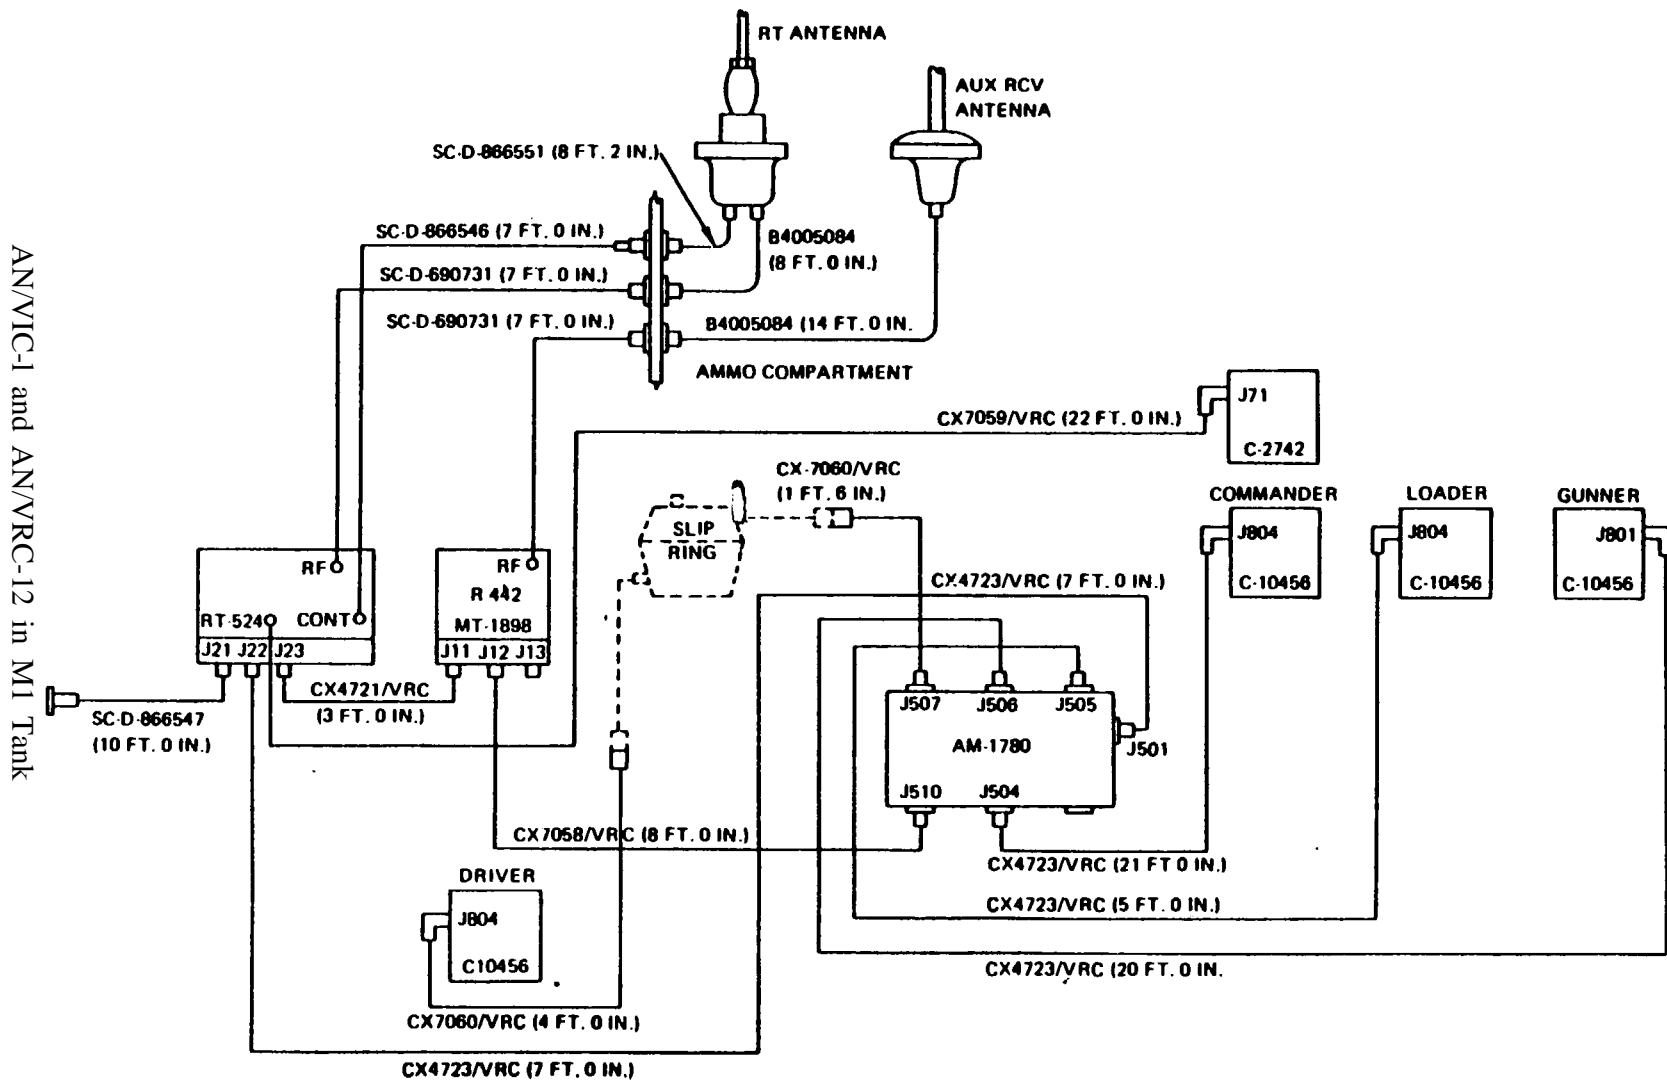 AN/VIC-1 and AN/VRC-12 in M1 Tank
RT ANTENNA
AUX RCV
ANTENNA
SC-D-866551 (8 FT. 2 IN.)
SC-D-866546 (7 FT. 0 IN.)
B4005084
(8 FT. 0 IN.)
SC-D-690731 (7 FT. 0 IN.)
SC-D-690731 (7 FT. 0 IN.)
B4005084 (14 FT. 0 IN.
AMMO COMPARTMENT
J71
C-2742
CX7059/VRC (22 FT. 0 IN.)
CX-7060/VRC
(1 FT. 6 IN.)
SLIP
RING
COMMANDER
J804
C-10456
LOADER
J804
C-10456
GUNNER
J801
C-10456
RF
RT-524
CONT
J21 J22 J23
RF
R 442
MT-1898
J11 J12 J13
CX4723/VRC (7 FT. 0 IN.)
CX4721/VRC
(3 FT. 0 IN.)
SC-D-866547
(10 FT. 0 IN.)
J507 J506 J505
AM-1780
J501
J510 J504
CX7058/VRC (8 FT. 0 IN.)
CX4723/VRC (21 FT 0 IN.)
DRIVER
J804
C10456
CX4723/VRC (5 FT. 0 IN.)
CX4723/VRC (20 FT. 0 IN.
CX7060/VRC (4 FT. 0 IN.)
CX4723/VRC (7 FT. 0 IN.)